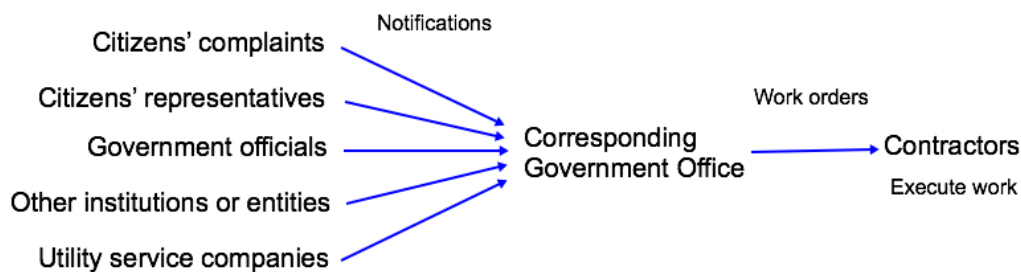 Notifications
Citizens’ complaints
Citizens’ representatives
Government officials
Other institutions or entities
Utility service companies
Corresponding
Government Office
Work orders
Contractors
Execute work